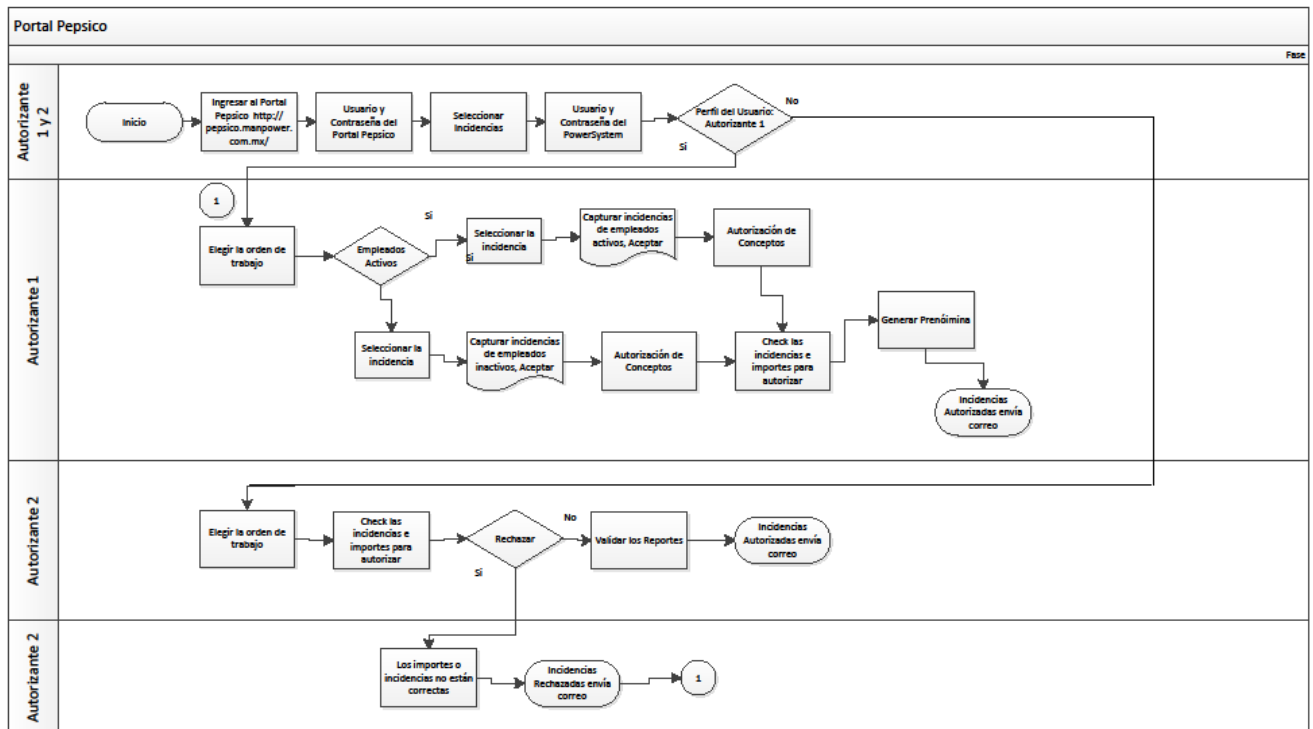 Portal Pepsico
Fase
Autorizante
1 y 2
Inicio
Ingresar al Portal
Pepsico http://
pepsico.manpower.
com.mx/
Usuario y
Contraseña del
Portal Pepsico
Seleccionar
Incidencias
Usuario y
Contraseña del
PowerSystem
Perfil del Usuario:
Autorizante 1
No
Sí
Autorizante 1
1
Elegir la orden de
trabajo
Empleados
Activos
Si
Seleccionar la
incidencia
Si
Capturar incidencias
de empleados
activos, Aceptar
Autorización de
Conceptos
Seleccionar la
incidencia
Capturar incidencias
de empleados
inactivos, Aceptar
Autorización de
Conceptos
Check las
incidencias e
importes para
autorizar
Generar Prenóimina
Incidencias
Autorizadas envía
correo
Autorizante 2
Elegir la orden de
trabajo
Check las
incidencias e
importes para
autorizar
Rechazar
No
Sí
Validar los Reportes
Incidencias
Autorizadas envía
correo
Autorizante 2
Los importes o
incidencias no están
correctas
Incidencias
Rechazadas envía
correo
1